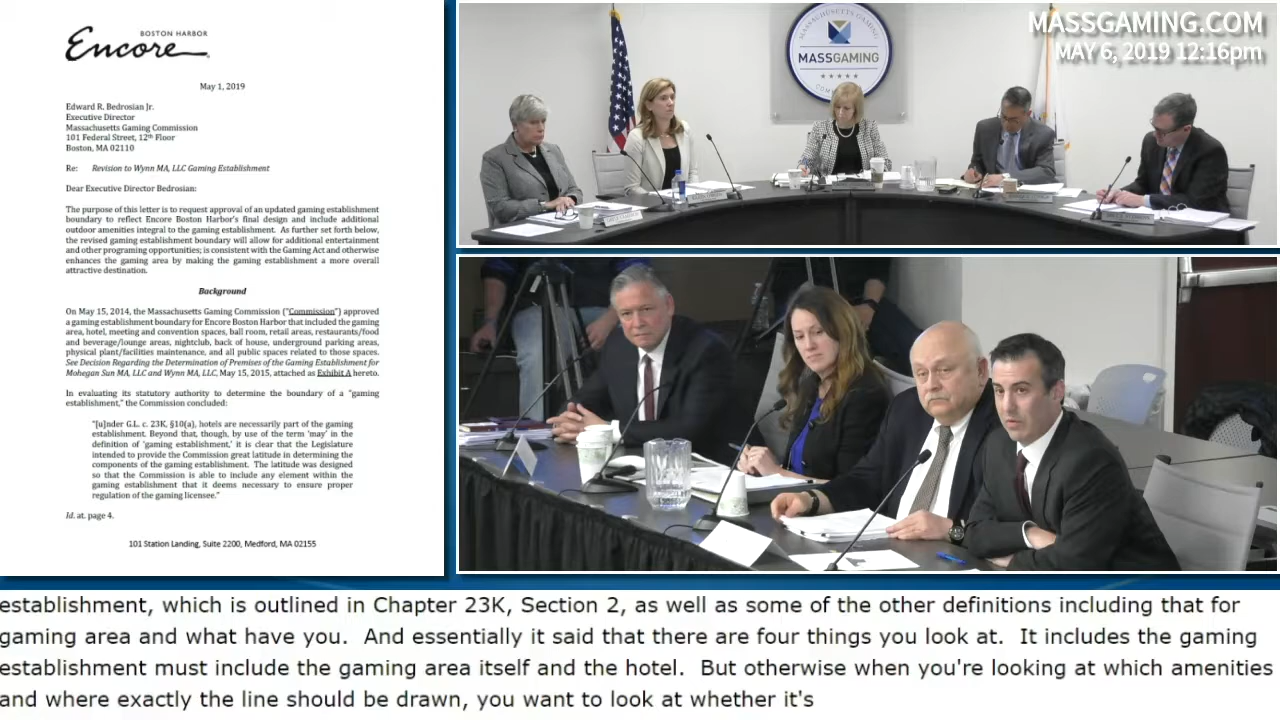 BOSTON HARBOR
Encore
May 1, 2019
Edward R. Bedrosian Jr.
Executive Director
Massachusetts Gaming Commission
101 Federal Street, 12th Floor
Boston, MA 02110
Re: Revision to Wynn MA, LLC Gaming Establishment
Dear Executive Director Bedrosian:
The purpose of this letter is to request approval of an updated gaming establishment
boundary to reflect Encore Boston Harbor's final design and include additional
outdoor amenities integral to the gaming establishment. As further set forth below,
the revised gaming establishment boundary will allow for additional entertainment
and other programing opportunities; is consistent with the Gaming Act and otherwise
enhances the gaming area by making the gaming establishment a more overall
attractive destination.
Background
On May 15, 2014, the Massachusetts Gaming Commission ("Commission") approved
a gaming establishment boundary for Encore Boston Harbor that included the gaming
area, hotel, meeting and convention spaces, ball room, retail areas, restaurants/food
and beverage/lounge areas, nightclub, back of house, underground parking areas,
physical plant/facilities maintenance, and all public spaces related to those spaces.
See Decision Regarding the Determination of Premises of the Gaming Establishment for
Mohegan Sun MA, LLC and Wynn MA, LLC, May 15, 2015, attached as Exhibit A hereto.
In evaluating its statutory authority to determine the boundary of a "gaming
establishment," the Commission concluded:
"[u]nder G.L. c. 23K, §10(a), hotels are necessarily part of the gaming
establishment. Beyond that, though, by use of the term 'may' in the
definition of 'gaming establishment,' it is clear that the Legislature
intended to provide the Commission great latitude in determining the
components of the gaming establishment. The latitude was designed
so that the Commission is able to include any element within the
gaming establishment that it deems necessary to ensure proper
regulation of the gaming licensee."
Id. at. page 4.
101 Station Landing, Suite 2200, Medford, MA 02155
MASSGAMING.COM
MAY 6, 2019 12:16pm
MASSACHUSETTS GAMING
MASSGAMING
establishment, which is outlined in Chapter 23K, Section 2, as well as some of the other definitions including that for
gaming area and what have you. And essentially it said that there are four things you look at. It includes the gaming
establishment must include the gaming area itself and the hotel. But otherwise when you're looking at which amenities
and where exactly the line should be drawn, you want to look at whether it's